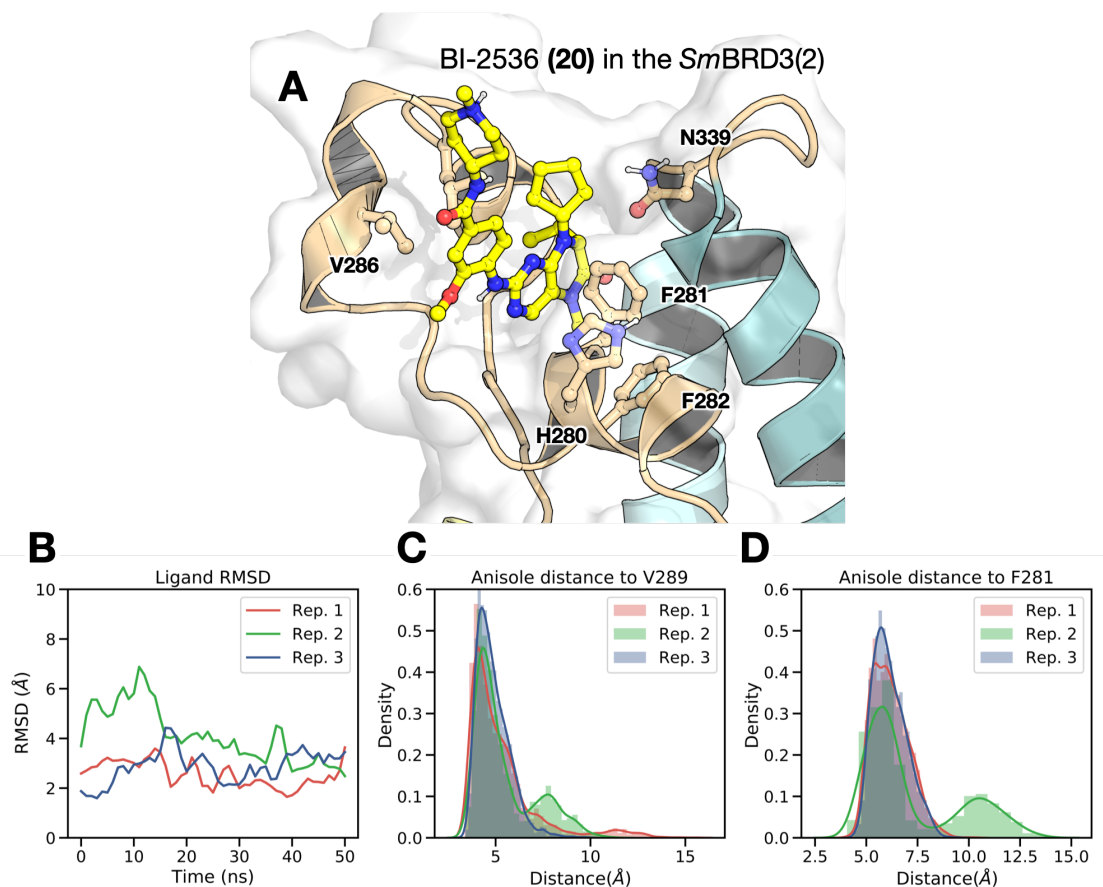 BI-2536 (20) in the SmBRD3(2)
A
N339
V286
F281
F282
H280
B
C
D
Ligand RMSD
10
8
6
4
2
0
RMSD (Å)
0 10 20 30 40 50
Time (ns)
Rep. 1
Rep. 2
Rep. 3
Anisole distance to V289
0.6
0.5
0.4
0.3
0.2
0.1
0.0
Density
5 10 15
Distance(Å)
Rep. 1
Rep. 2
Rep. 3
Anisole distance to F281
0.6
0.5
0.4
0.3
0.2
0.1
0.0
Density
2.5 5.0 7.5 10.0 12.5 15.0
Distance(Å)
Rep. 1
Rep. 2
Rep. 3